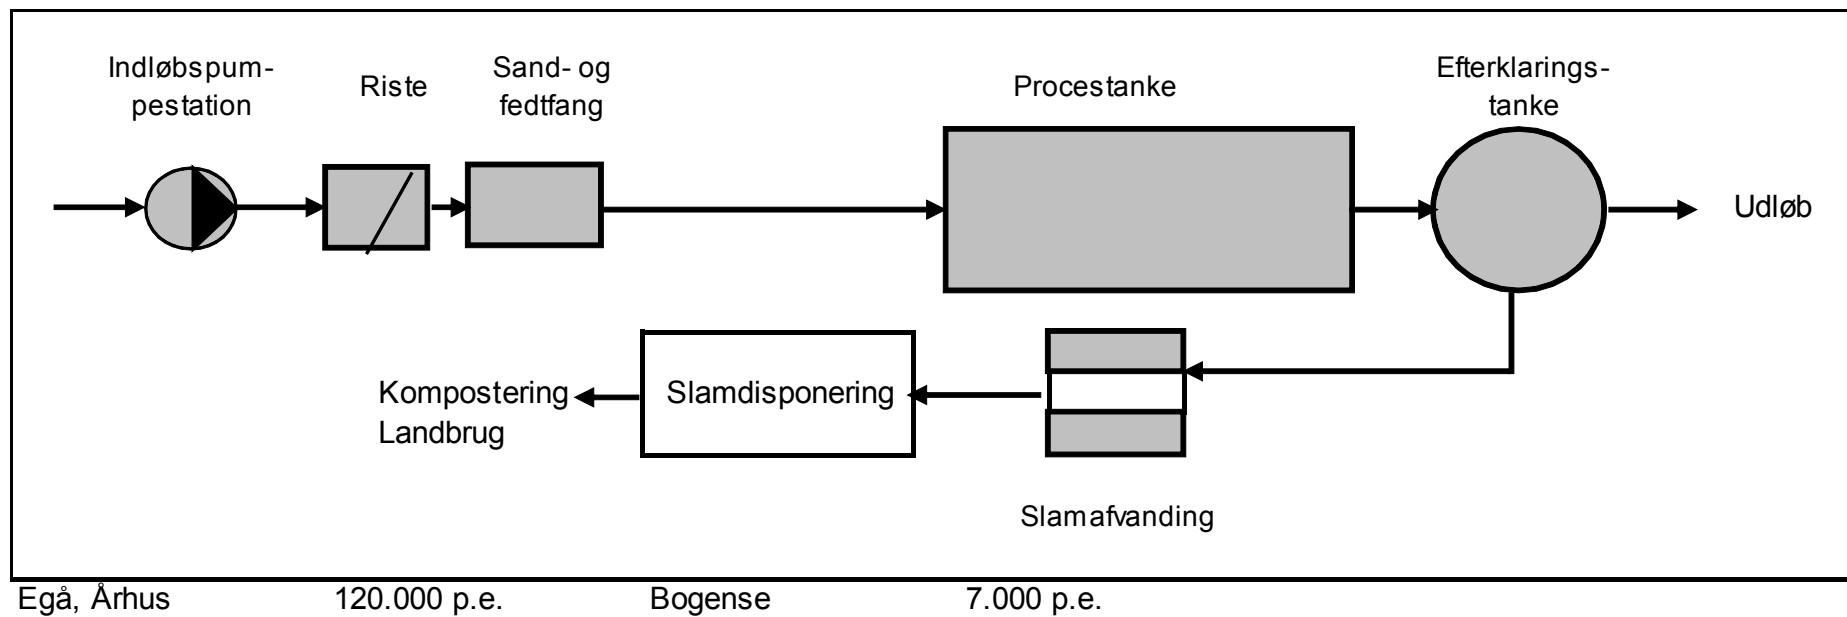 Indløbspum-
pestation
Riste
Sand- og
fedtfang
Procestanke
Efterklarings-
tanke
Udløb
Kompostering
Landbrug
Slamdisponering
Slamafvanding
Egå, Århus 120.000 p.e. Bogense 7.000 p.e.